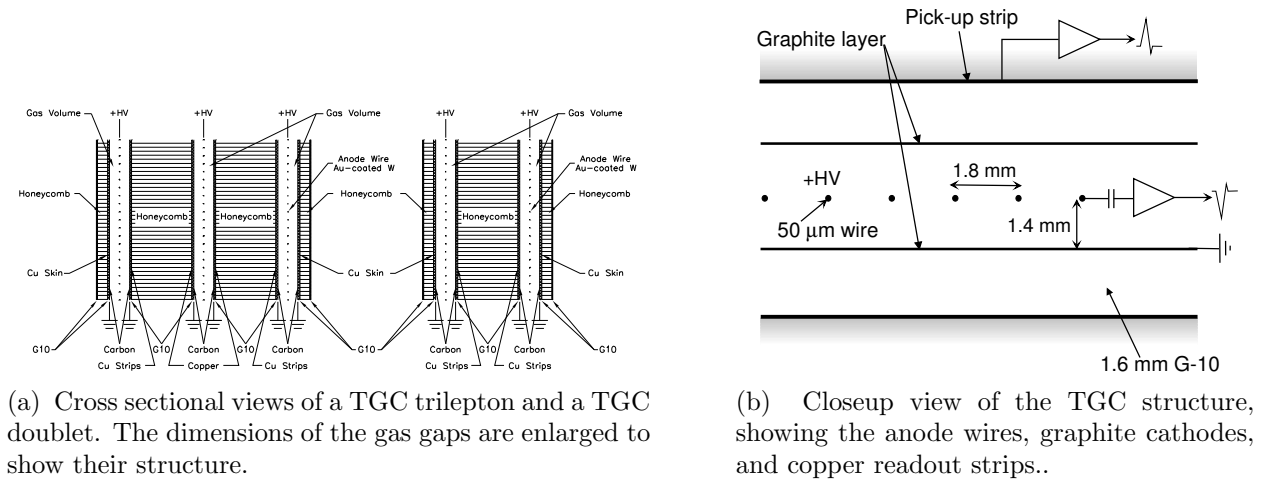 +HV +HV +HV +HV +HV
Gas Volume Gas Volume Gas Volume
Anode Wire Au-coated W Anode Wire Au-coated W
Honeycomb Honeycomb Honeycomb Honeycomb Honeycomb Honeycomb
Cu Skin Cu Skin Cu Skin
G10 Carbon G10 Carbon G10 Carbon G10 Carbon G10 Carbon G10
Cu Strips Copper Cu Strips Cu Strips Cu Strips
(a) Cross sectional views of a TGC trilepton and a TGC
doublet. The dimensions of the gas gaps are enlarged to
show their structure.
Pick-up strip
Graphite layer
+HV
1.8 mm
1.4 mm
50 μm wire
1.6 mm G-10
(b) Closeup view of the TGC structure,
showing the anode wires, graphite cathodes,
and copper readout strips..